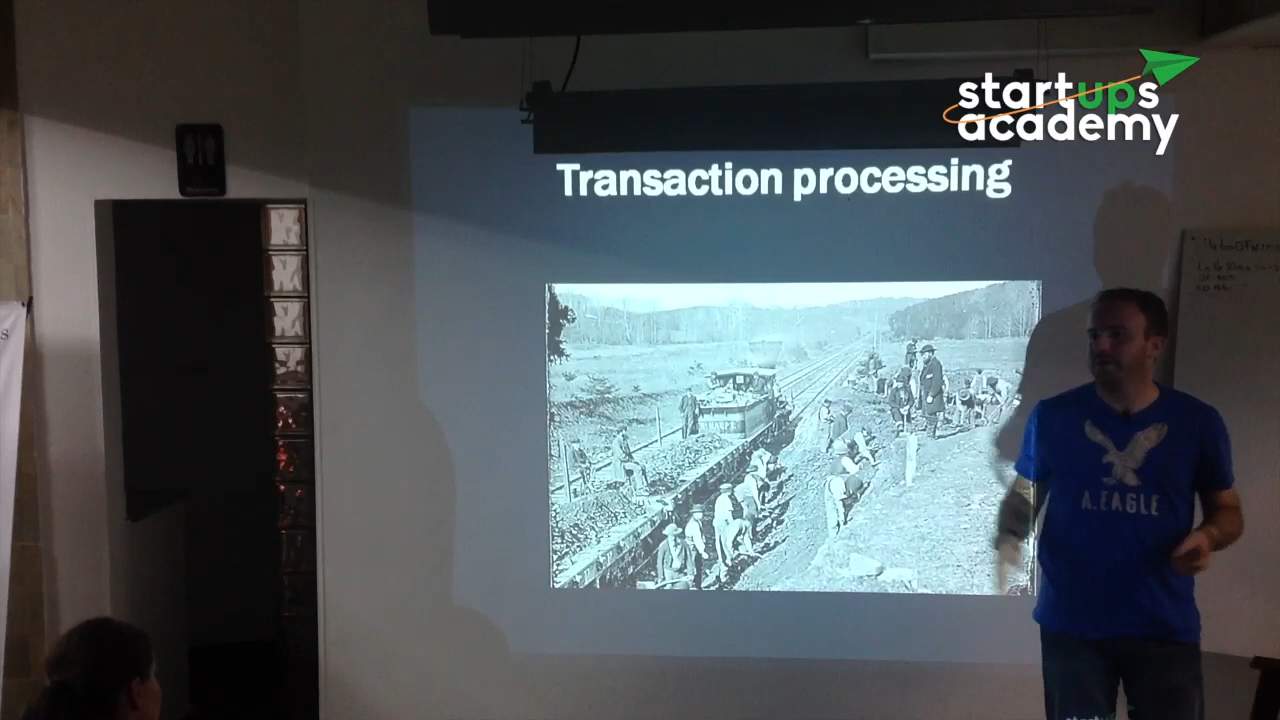 startups
academy
Transaction processing
S
A.EAGLE